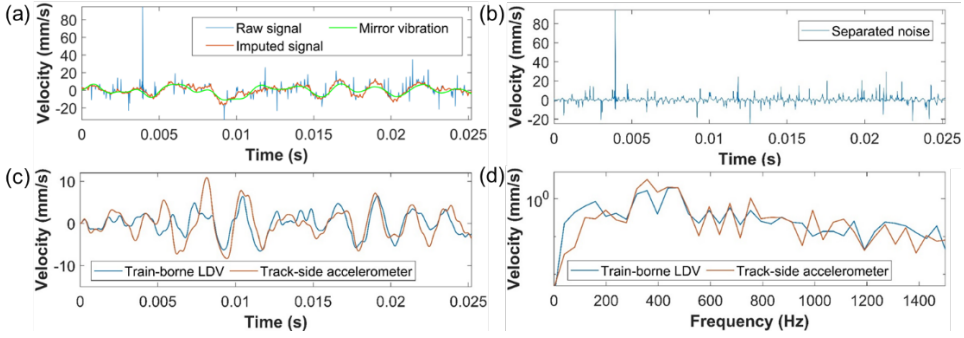 (a)
Velocity (mm/s)
80
60
40
20
0
-20
Raw signal
Mirror vibration
Imputed signal
0
0.005
0.01
0.015
0.02
0.025
Time (s)
(b)
Velocity (mm/s)
80
60
40
20
0
-20
Separated noise
0
0.005
0.01
0.015
0.02
0.025
Time (s)
(c)
Velocity (mm/s)
10
0
-10
Train-borne LDV
Track-side accelerometer
0
0.005
0.01
0.015
0.02
0.025
Time (s)
(d)
Velocity (mm/s)
10⁰
Train-borne LDV
Track-side accelerometer
0
200
400
600
800
1000
1200
1400
Frequency (Hz)